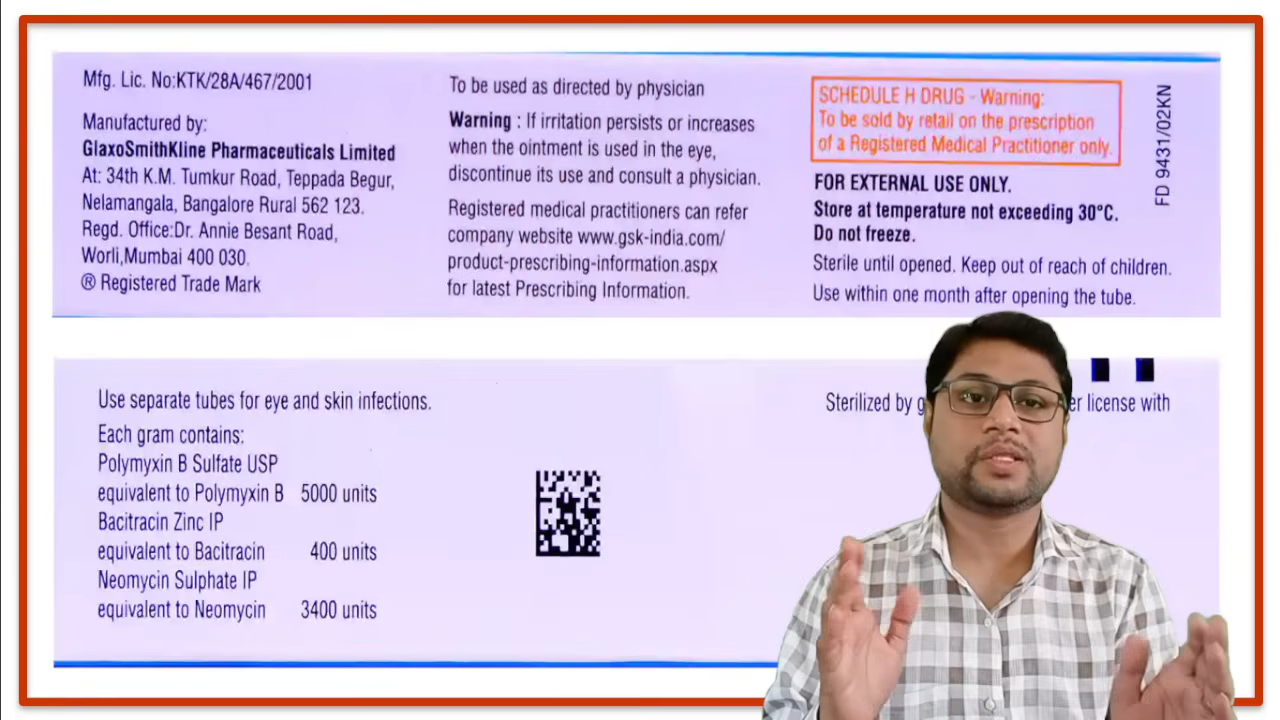 Mfg. Lic. No:KTK/28A/467/2001
Manufactured by:
GlaxoSmithKline Pharmaceuticals Limited
At: 34th K.M. Tumkur Road, Teppada Begur,
Nelamangala, Bangalore Rural 562 123.
Regd. Office:Dr. Annie Besant Road,
Worli,Mumbai 400 030.
® Registered Trade Mark
To be used as directed by physician
Warning : If irritation persists or increases
when the ointment is used in the eye,
discontinue its use and consult a physician.
Registered medical practitioners can refer
company website www.gsk-india.com/
product-prescribing-information.aspx
for latest Prescribing Information.
SCHEDULE H DRUG - Warning:
To be sold by retail on the prescription
of a Registered Medical Practitioner only.
FOR EXTERNAL USE ONLY.
Store at temperature not exceeding 30°C.
Do not freeze.
Sterile until opened. Keep out of reach of children.
Use within one month after opening the tube.
FD 9431/02KN
Use separate tubes for eye and skin infections.
Each gram contains:
Polymyxin B Sulfate USP
equivalent to Polymyxin B 5000 units
Bacitracin Zinc IP
equivalent to Bacitracin 400 units
Neomycin Sulphate IP
equivalent to Neomycin 3400 units
Sterilized by license with